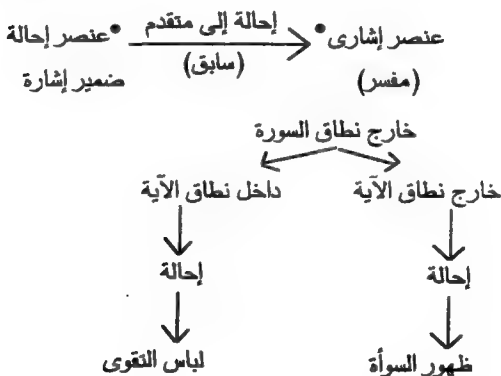 عنصر إشارى* إحالة إلى متقدم *عنصر إحالة
(مفسر) (سابق) ضمير إشارة
خارج نطاق السورة
خارج نطاق الآية داخل نطاق الآية
إحالة إحالة
ظهور السوأة لباس التقوى